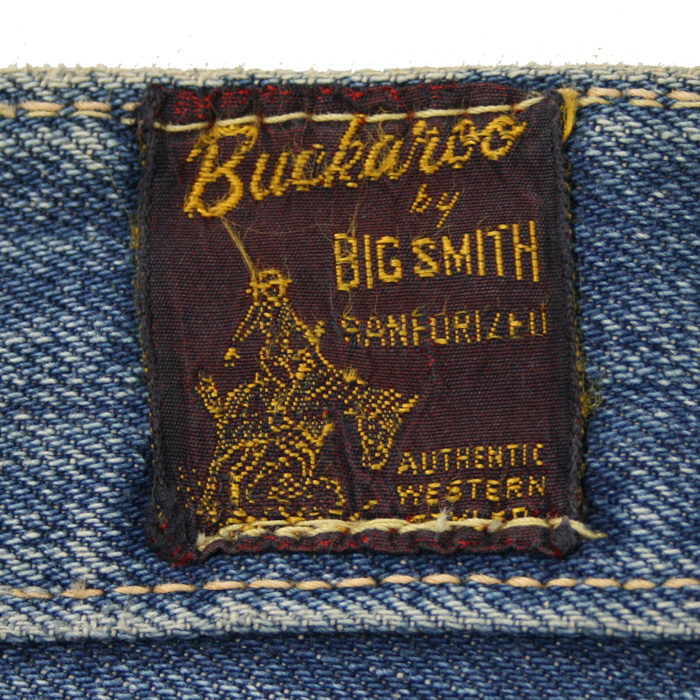 Buckaroo
by
BIG SMITH
SANFORIZED
AUTHENTIC
WESTERN